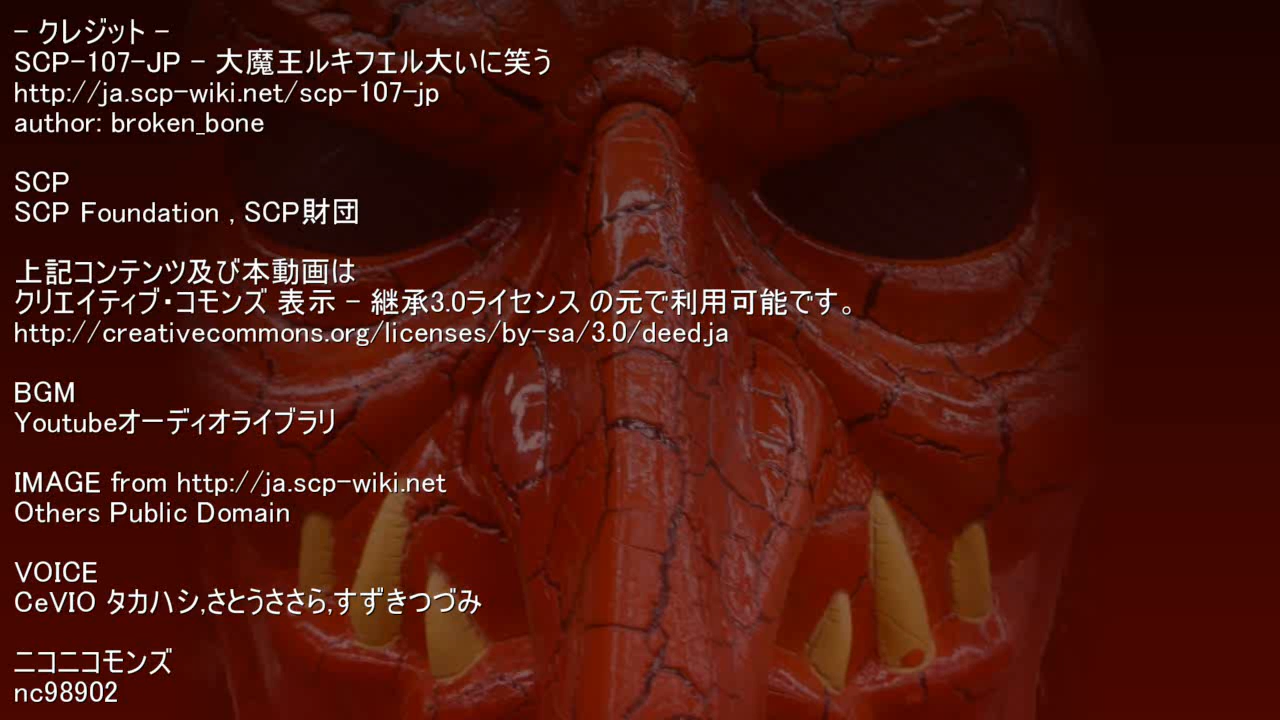 - クレジット -
SCP-107-JP - 大魔王ルキフエル大いに笑う
http://ja.scp-wiki.net/scp-107-jp
author: broken_bone
SCP
SCP Foundation , SCP財団
上記コンテンツ及び本動画は
クリエイティブ・コモンズ 表示 - 継承3.0ライセンス の元で利用可能です。
http://creativecommons.org/licenses/by-sa/3.0/deed.ja
BGM
Youtubeオーディオライブラリ
IMAGE from http://ja.scp-wiki.net
Others Public Domain
VOICE
CeVIO タカハシ,さとうささら,すずきつづみ
ニコニコモンズ
nc98902